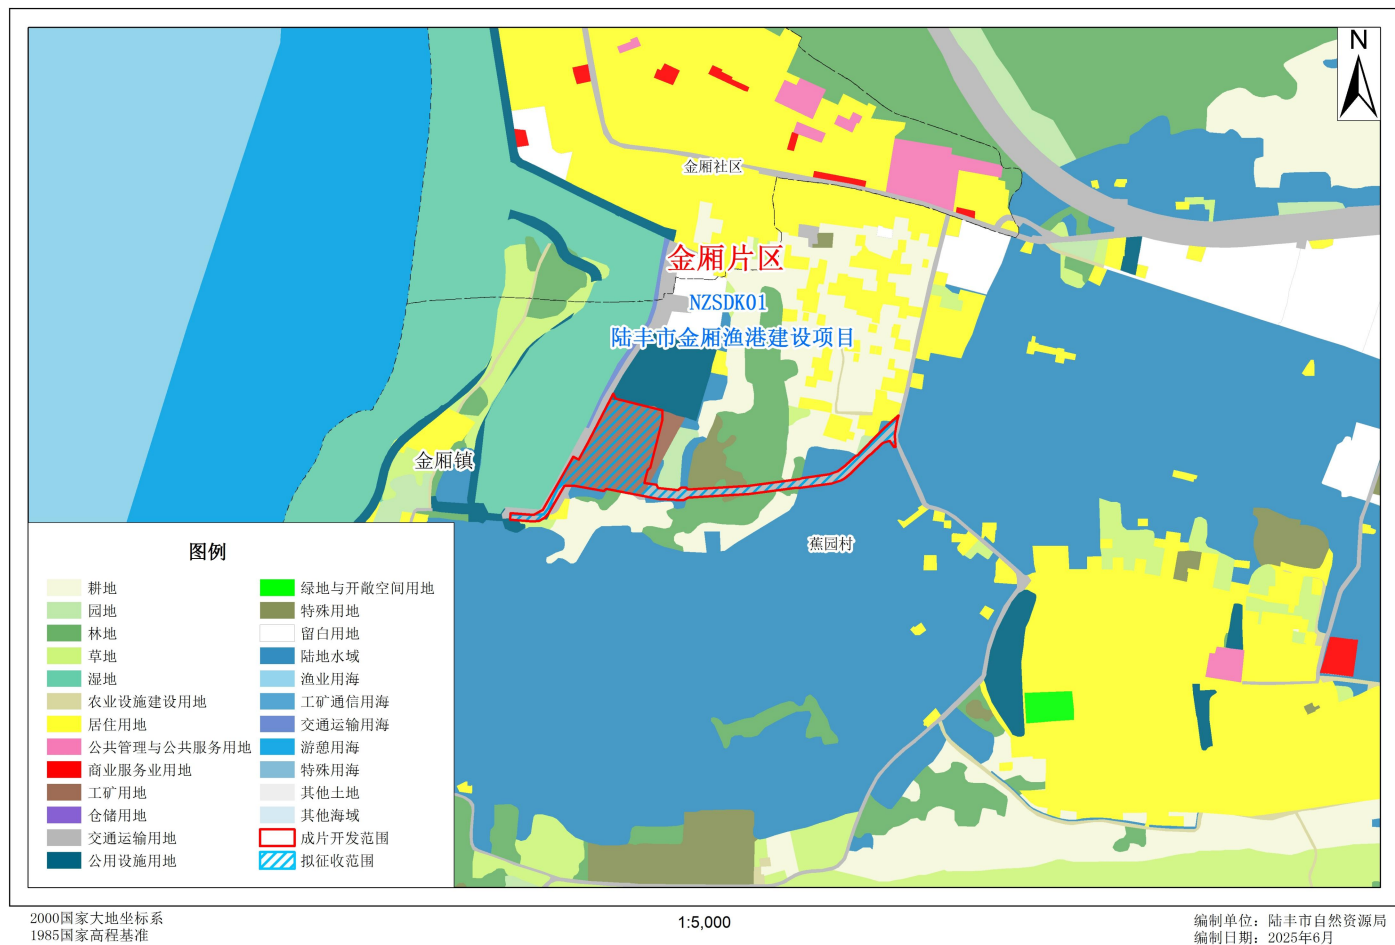 N
金厢社区
金厢片区
NZSDK01
陆丰市金厢渔港建设项目
金厢镇
蕉园村
图例
耕地
园地
林地
草地
湿地
农业设施建设用地
居住用地
公共管理与公共服务用地
商业服务业用地
工矿用地
仓储用地
交通运输用地
公用设施用地
绿地与开敞空间用地
特殊用地
留白用地
陆地水域
渔业用海
工矿通信用海
交通运输用海
游憩用海
特殊用海
其他土地
其他海域
成片开发范围
拟征收范围
2000国家大地坐标系
1985国家高程基准
1:5,000
编制单位：陆丰市自然资源局
编制日期：2025年6月